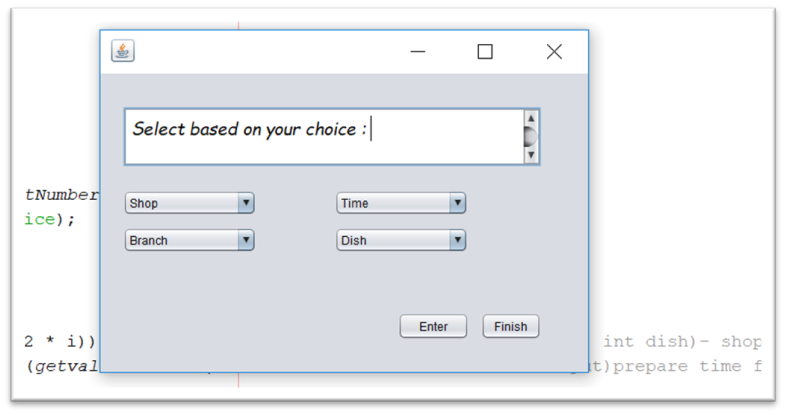 Select based on your choice :
tNumber
Shop Time
ice);
Branch Dish
Enter Finish
2 * i)) int dish)- shop
(getval ut)prepare time f